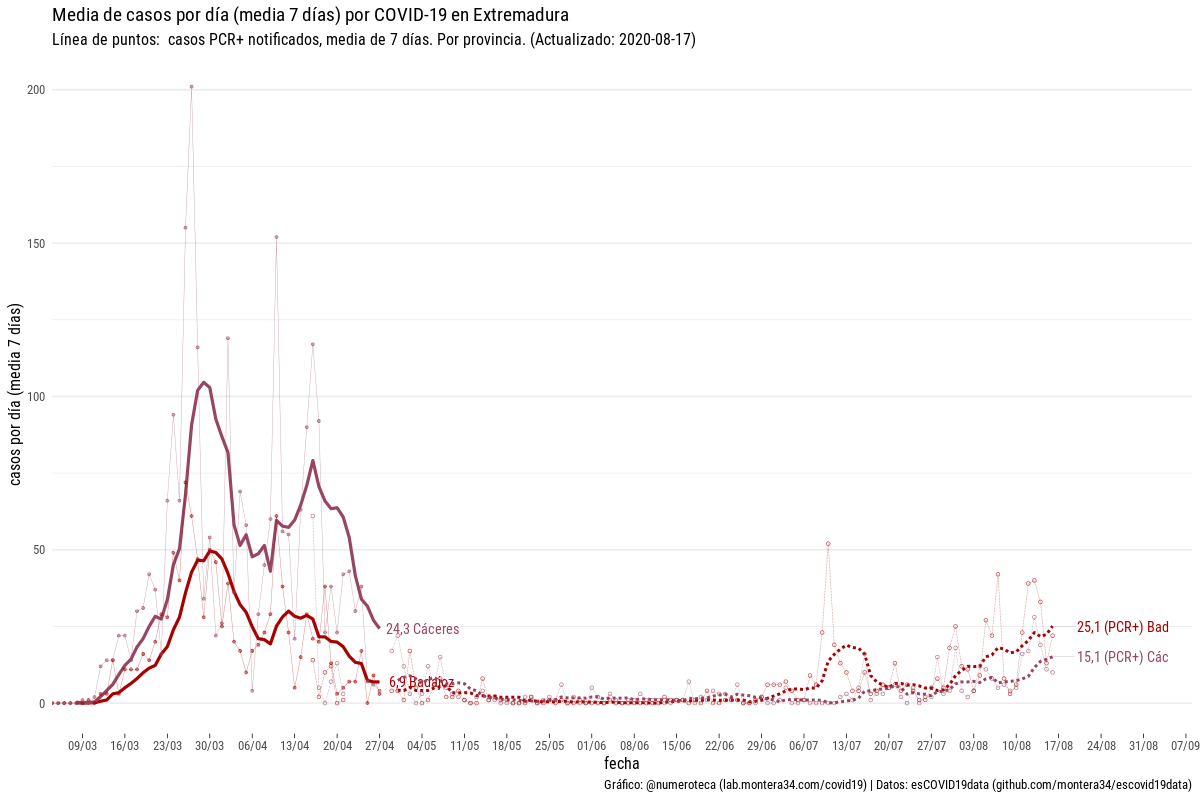 Media de casos por día (media 7 días) por COVID-19 en Extremadura
Línea de puntos:  casos PCR+ notificados, media de 7 días. Por provincia. (Actualizado: 2020-08-17)
casos por día (media 7 días)
200
150
100
50
0
24,3 Cáceres
6,9 Badajoz
25,1 (PCR+) Bad
15,1 (PCR+) Các
09/03 16/03 23/03 30/03 06/04 13/04 20/04 27/04 04/05 11/05 18/05 25/05 01/06 08/06 15/06 22/06 29/06 06/07 13/07 20/07 27/07 03/08 10/08 17/08 24/08 31/08 07/09
fecha
Gráfico: @numeroteca (lab.montera34.com/covid19) | Datos: esCOVID19data (github.com/montera34/escovid19data)